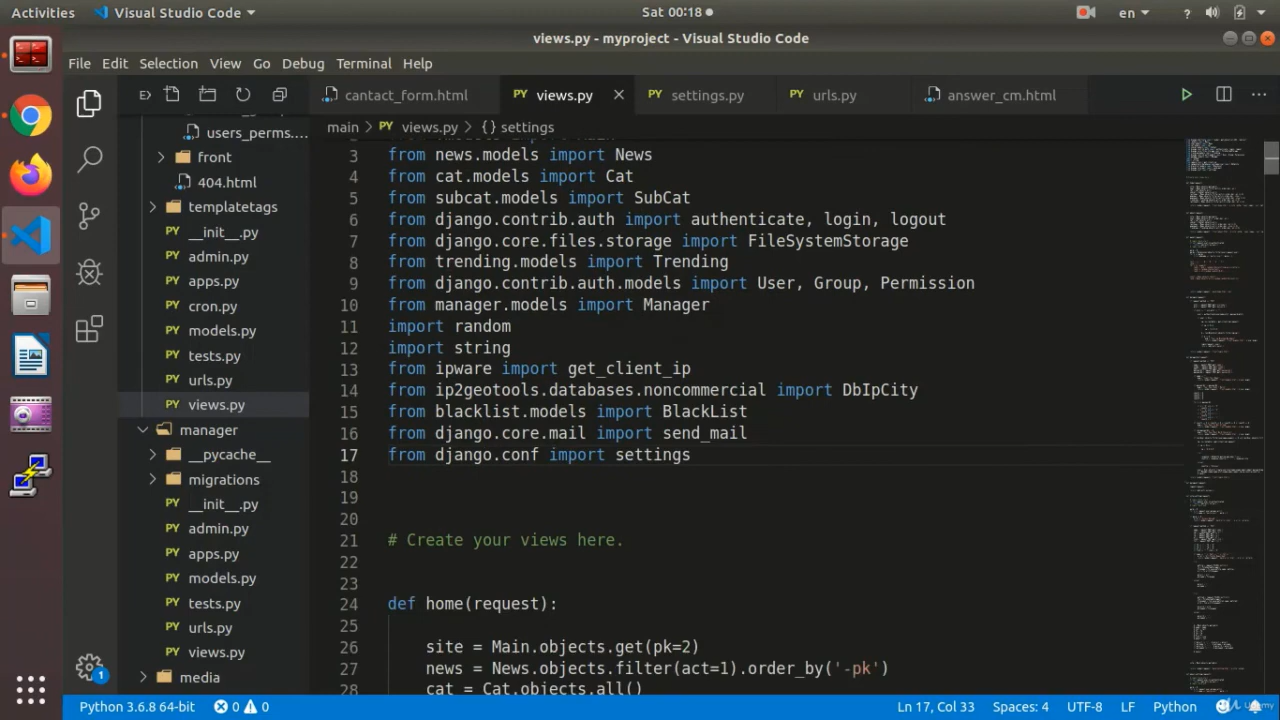 Activities Visual Studio Code Sat 00:18 en ?
views.py - myproject - Visual Studio Code
File Edit Selection View Go Debug Terminal Help
cantact_form.html views.py settings.py urls.py answer_cm.html
main views.py {} settings
users_perms....
front
404.html
templatetags
__init__.py
admin.py
apps.py
cron.py
models.py
tests.py
urls.py
views.py
manager
__pycache__
migrations
__init__.py
admin.py
apps.py
models.py
tests.py
urls.py
views.py
media
3 from news.models import News
4 from cat.models import Cat
5 from subcat.models import SubCat
6 from django.contrib.auth import authenticate, login, logout
7 from django.core.files.storage import FileSystemStorage
8 from trending.models import Trending
9 from django.contrib.auth.models import User, Group, Permission
10 from manager.models import Manager
11 import random
12 import string
13 from ipware import get_client_ip
14 from ip2geotools.databases.noncommercial import DbIpCity
15 from blacklist.models import BlackList
16 from django.core.mail import send_mail
17 from django.conf import settings
18
19
20
21 # Create your views here.
22
23
24 def home(request):
25
26 site = Main.objects.get(pk=2)
27 news = News.objects.filter(act=1).order_by('-pk')
28 cat = Cat.objects.all()
1
Python 3.6.8 64-bit 0 0 Ln 17, Col 33 Spaces: 4 UTF-8 LF Python
Udemy